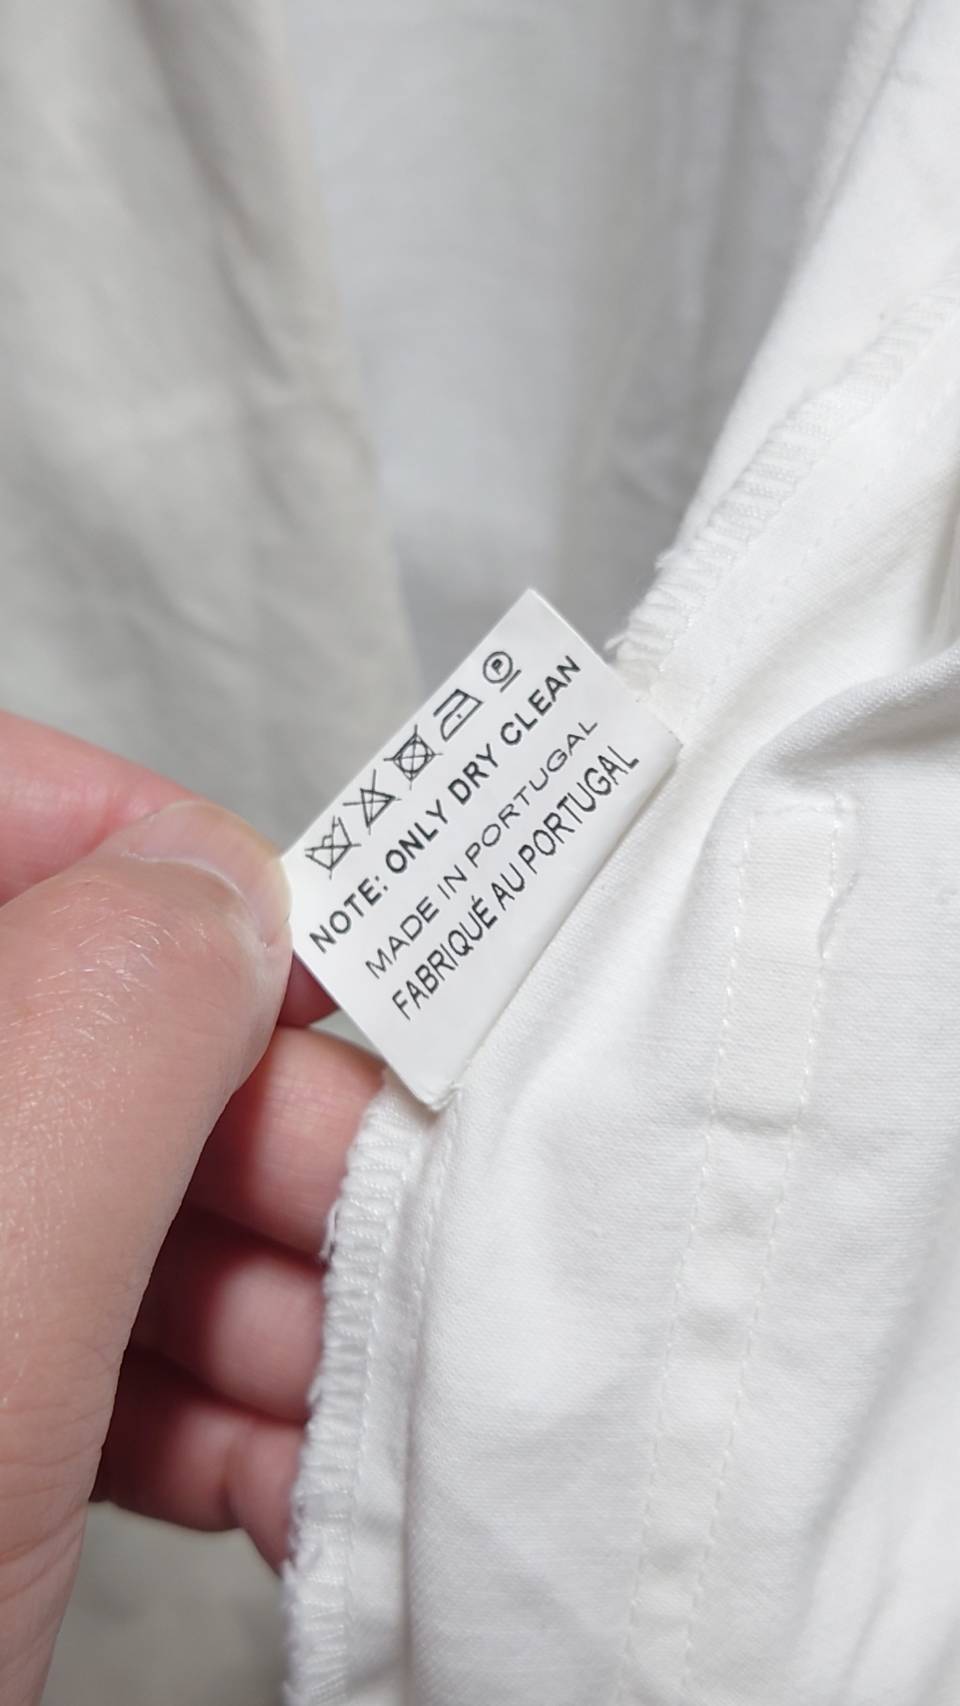 P
NOTE: ONLY DRY CLEAN
MADE IN PORTUGAL
FABRIQUÉ AU PORTUGAL